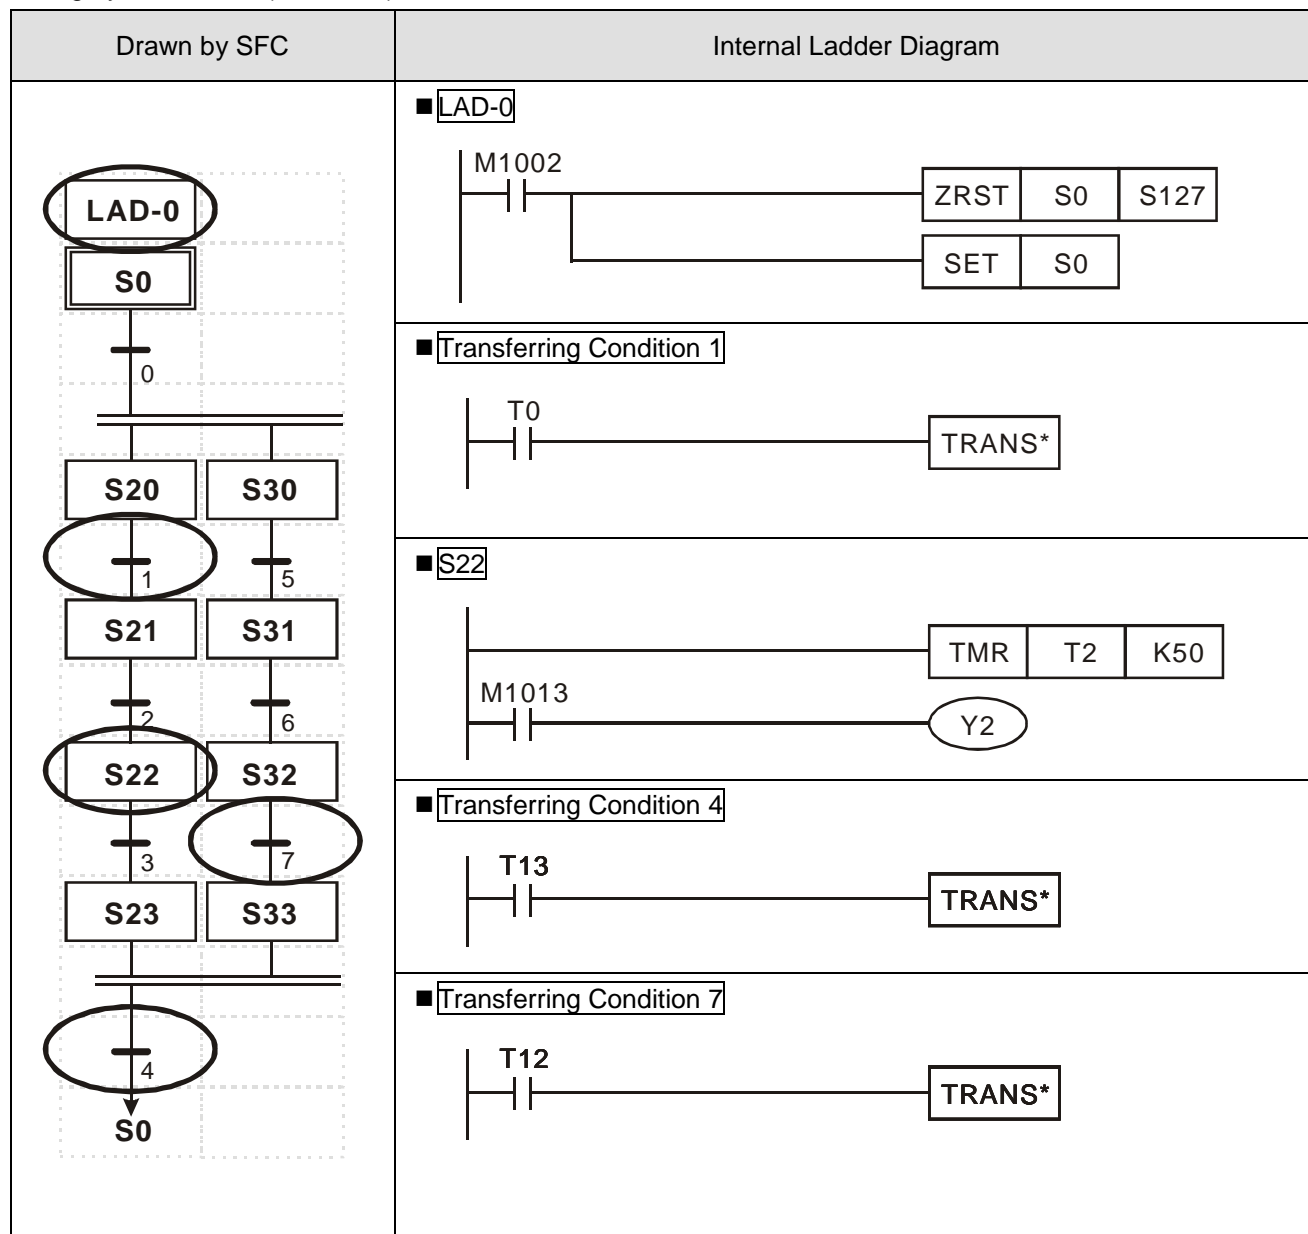 Drawn by SFC
Internal Ladder Diagram
LAD-0
S0
0
S20 S30
1 5
S21 S31
2 6
S22 S32
3 7
S23 S33
4
S0
■ LAD-0
M1002
ZRST S0 S127
SET S0
■ Transferring Condition 1
T0
TRANS*
■ S22
TMR T2 K50
M1013
Y2
■ Transferring Condition 4
T13
TRANS*
■ Transferring Condition 7
T12
TRANS*